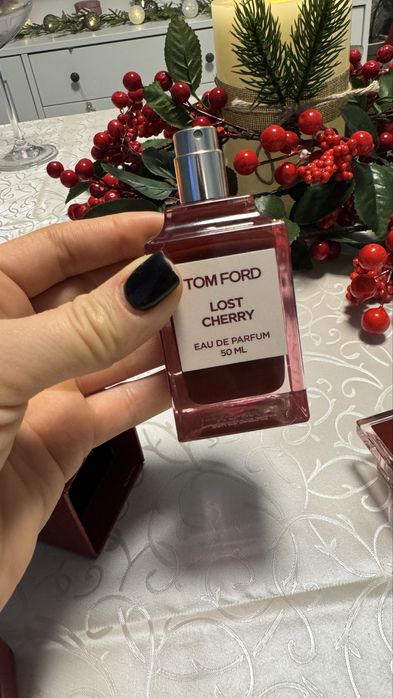 TOM FORD
LOST
CHERRY
EAU DE PARFUM
50 ML